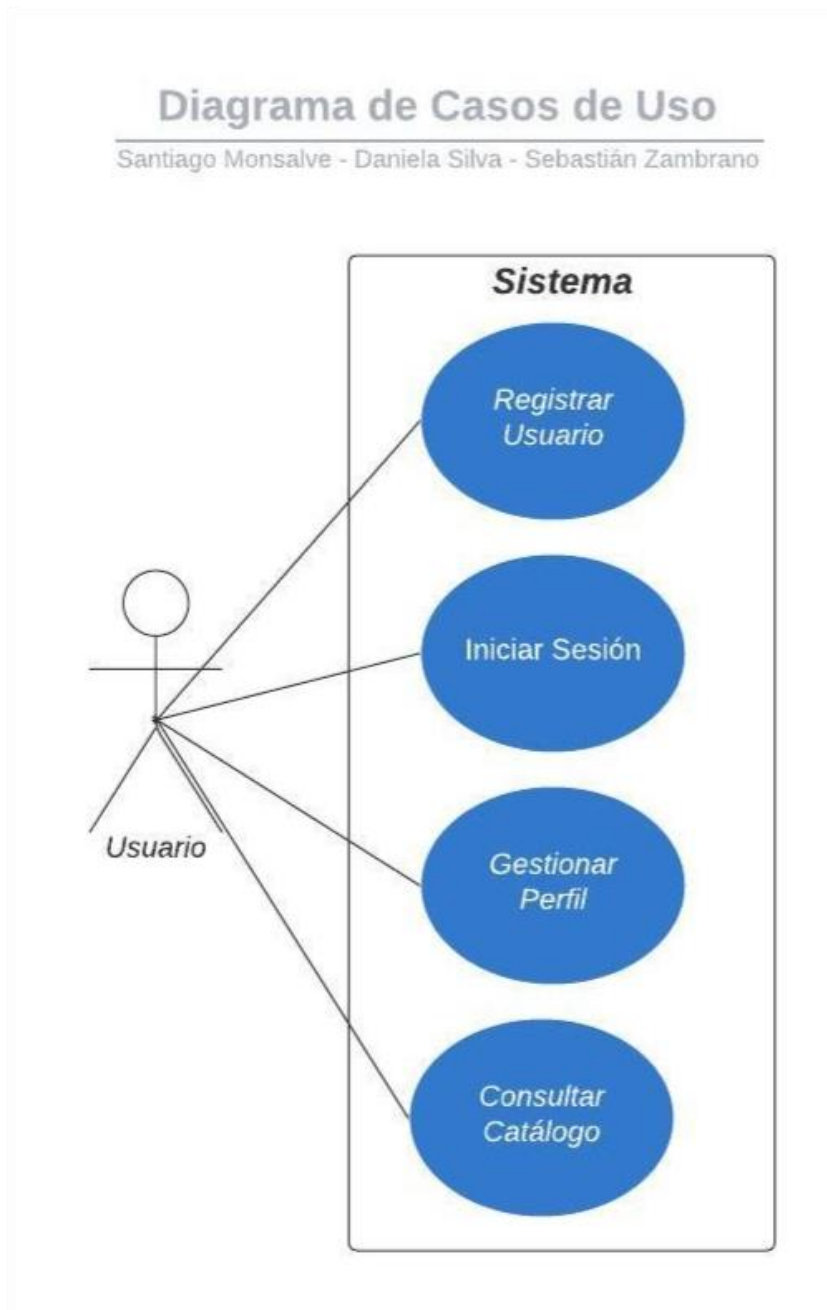 Diagrama de Casos de Uso
Santiago Monsalve - Daniela Silva - Sebastián Zambrano
Sistema
Registrar
Usuario
Iniciar Sesión
Gestionar
Perfil
Usuario
Consultar
Catálogo